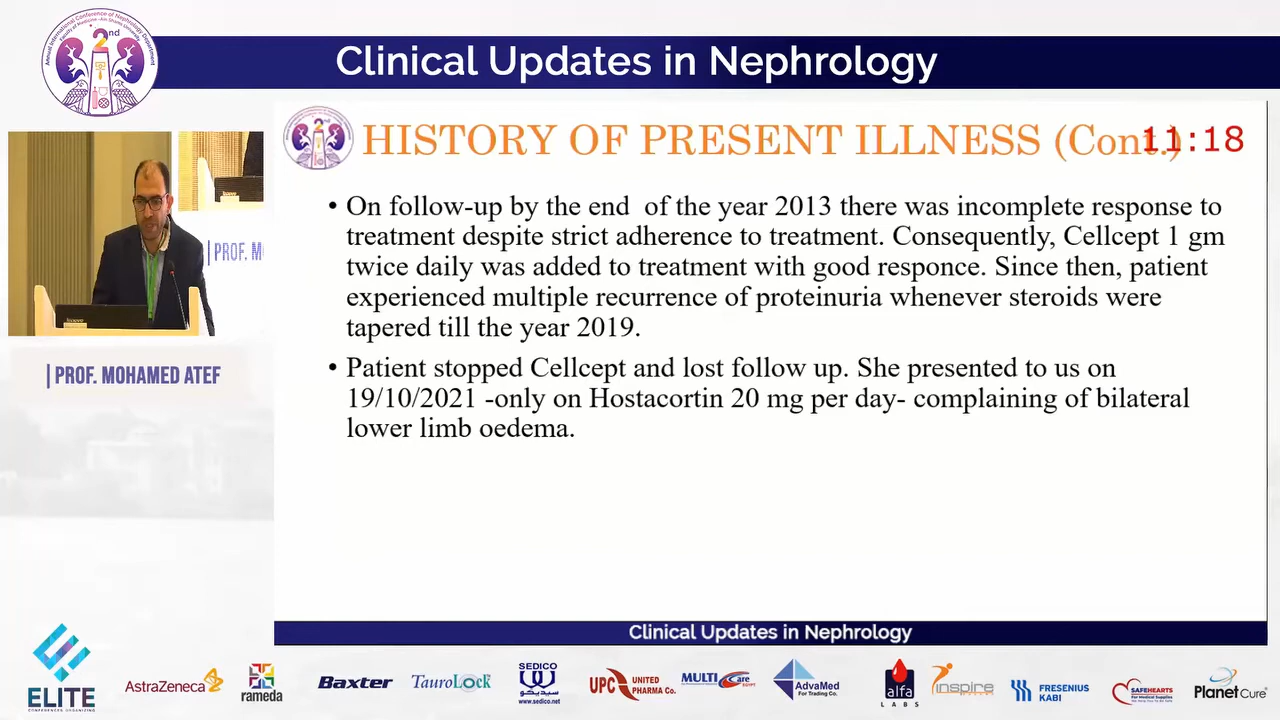 2nd
Clinical Updates in Nephrology
HISTORY OF PRESENT ILLNESS (Cont.)
11:18
• On follow-up by the end of the year 2013 there was incomplete response to
treatment despite strict adherence to treatment. Consequently, Cellcept 1 gm
twice daily was added to treatment with good responce. Since then, patient
experienced multiple recurrence of proteinuria whenever steroids were
tapered till the year 2019.
• Patient stopped Cellcept and lost follow up. She presented to us on
19/10/2021 -only on Hostacortin 20 mg per day- complaining of bilateral
lower limb oedema.
| PROF. M
| PROF. MOHAMED ATEF
Clinical Updates in Nephrology
ELITE
CONFERENCES ORGANIZING
AstraZeneca
rameda
Baxter
TauroLock
SEDICO
سيديكو
www.sedico.net
UPC UNITED
PHARMA Co.
MULTI Care
EGYPT
AdvaMed
For Trading Co.
alfa
LABS
inspire
FRESENIUS
KABI
SAFEHEARTS
For Medical Supplies
PlanetCure